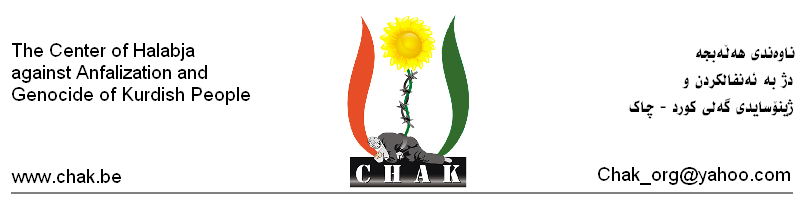 The Center of Halabja
against Anfalization and
Genocide of Kurdish People
www.chak.be
CHAK
ناوەندی هەڵەبجە
دژ بە ئەنفالکردن و
ژینۆسایدی گەلی کورد - چاک
Chak_org@yahoo.com